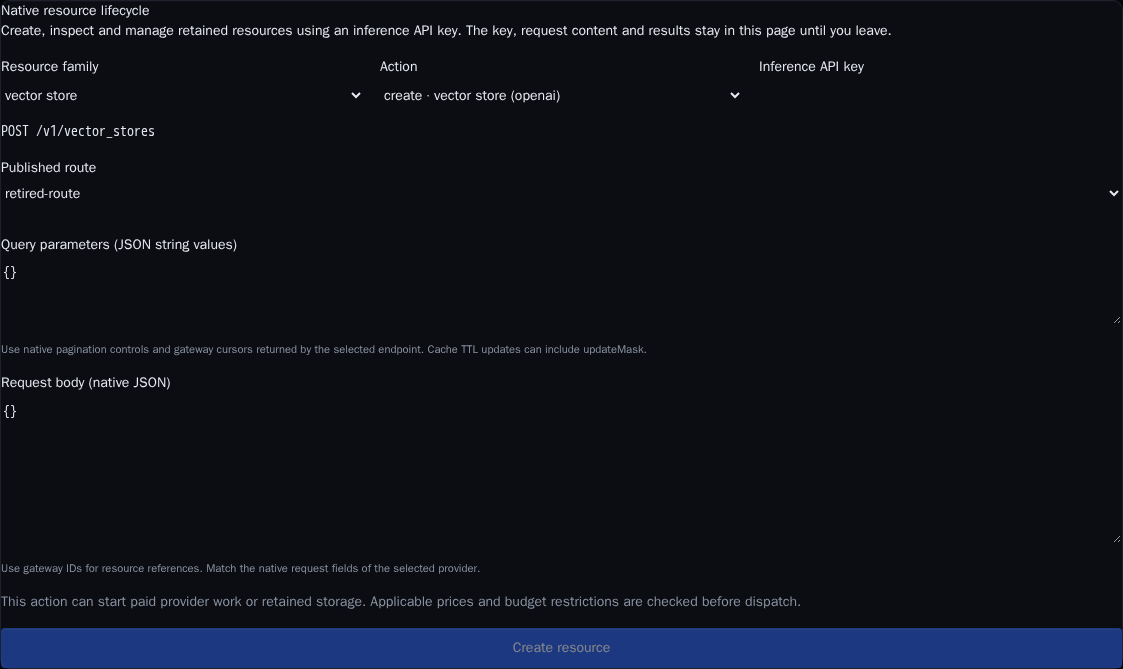 Native resource lifecycle
Create, inspect and manage retained resources using an inference API key. The key, request content and results stay in this page until you leave.
Resource family
Action
Inference API key
vector store
create · vector store (openai)
POST /v1/vector_stores
Published route
retired-route
Query parameters (JSON string values)
{}
Use native pagination controls and gateway cursors returned by the selected endpoint. Cache TTL updates can include updateMask.
Request body (native JSON)
{}
Use gateway IDs for resource references. Match the native request fields of the selected provider.
This action can start paid provider work or retained storage. Applicable prices and budget restrictions are checked before dispatch.
Create resource